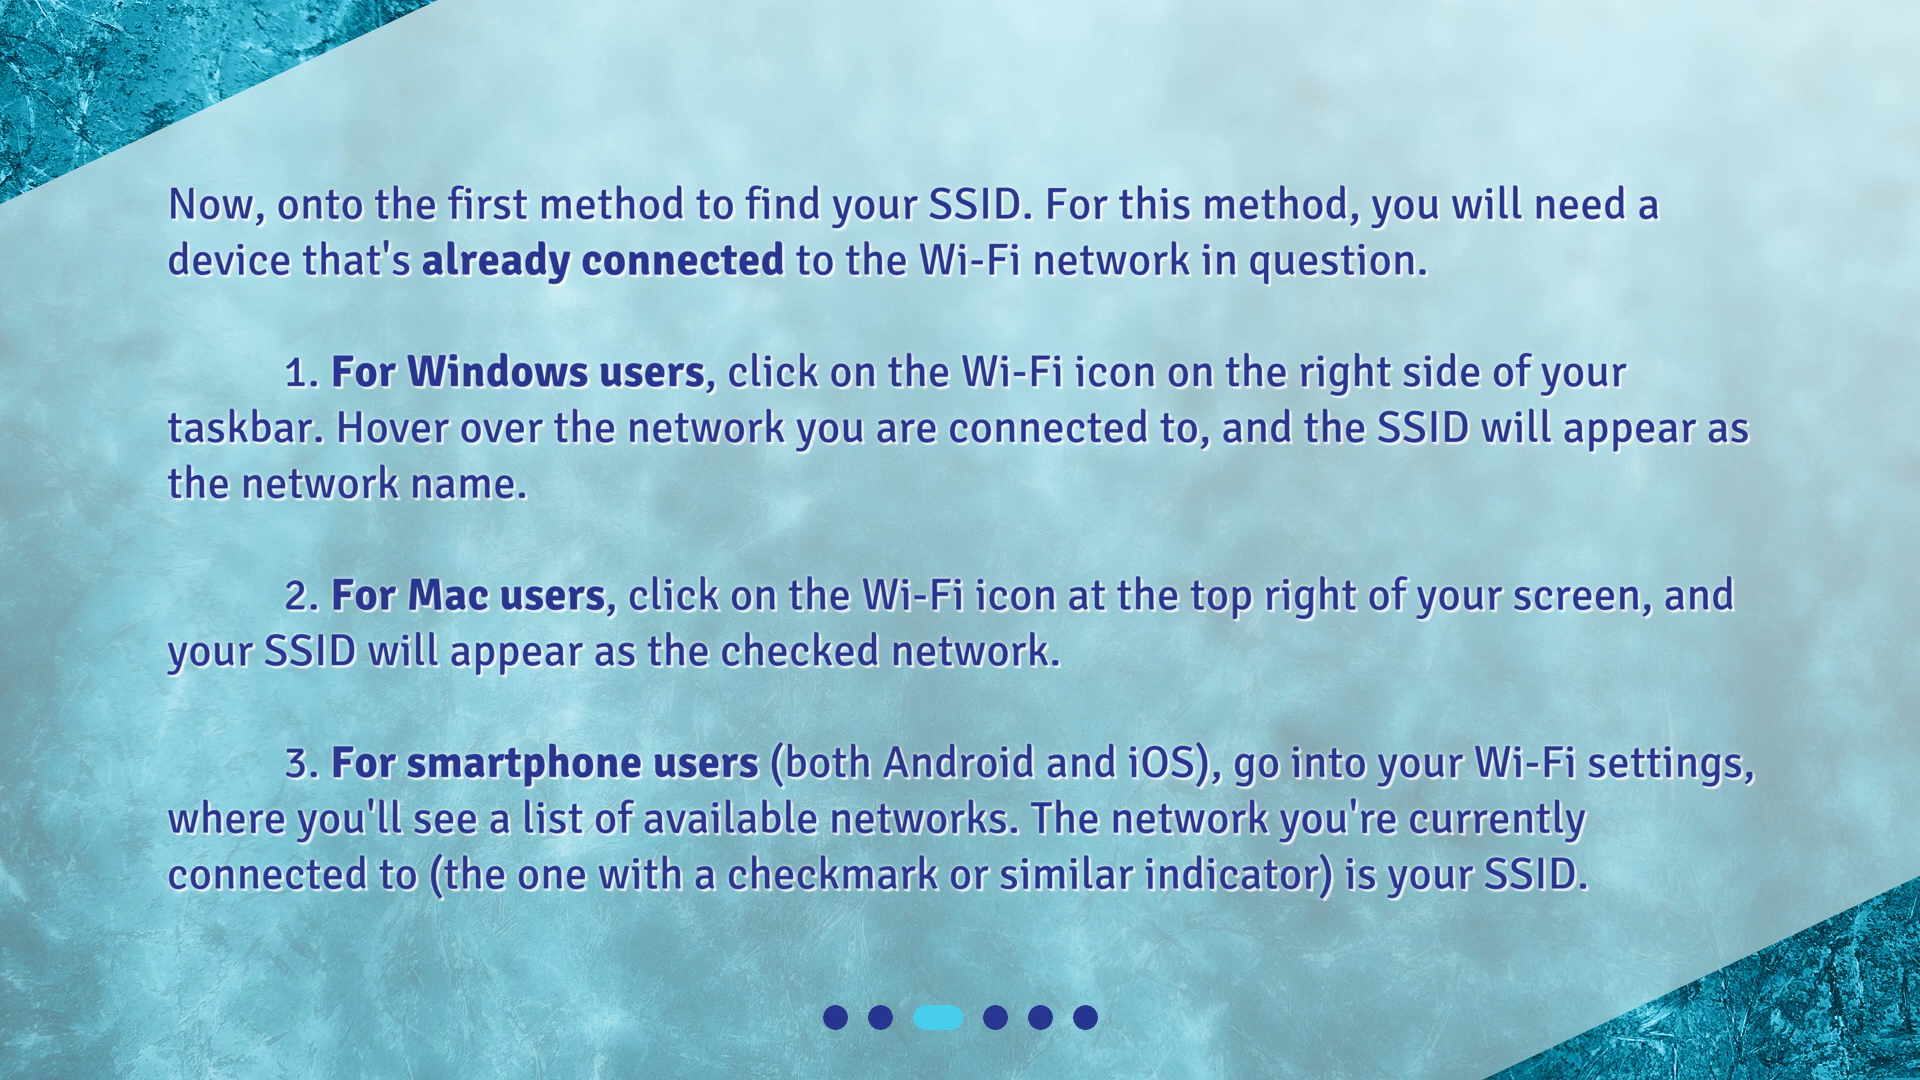 Now, onto the first method to find your SSID. For this method, you will need a
device that's already connected to the Wi-Fi network in question.
1. For Windows users, click on the Wi-Fi icon on the right side of your
taskbar. Hover over the network you are connected to, and the SSID will appear as
the network name.
2. For Mac users, click on the Wi-Fi icon at the top right of your screen, and
your SSID will appear as the checked network.
3. For smartphone users (both Android and iOS), go into your Wi-Fi settings,
where you'll see a list of available networks. The network you're currently
connected to (the one with a checkmark or similar indicator) is your SSID.